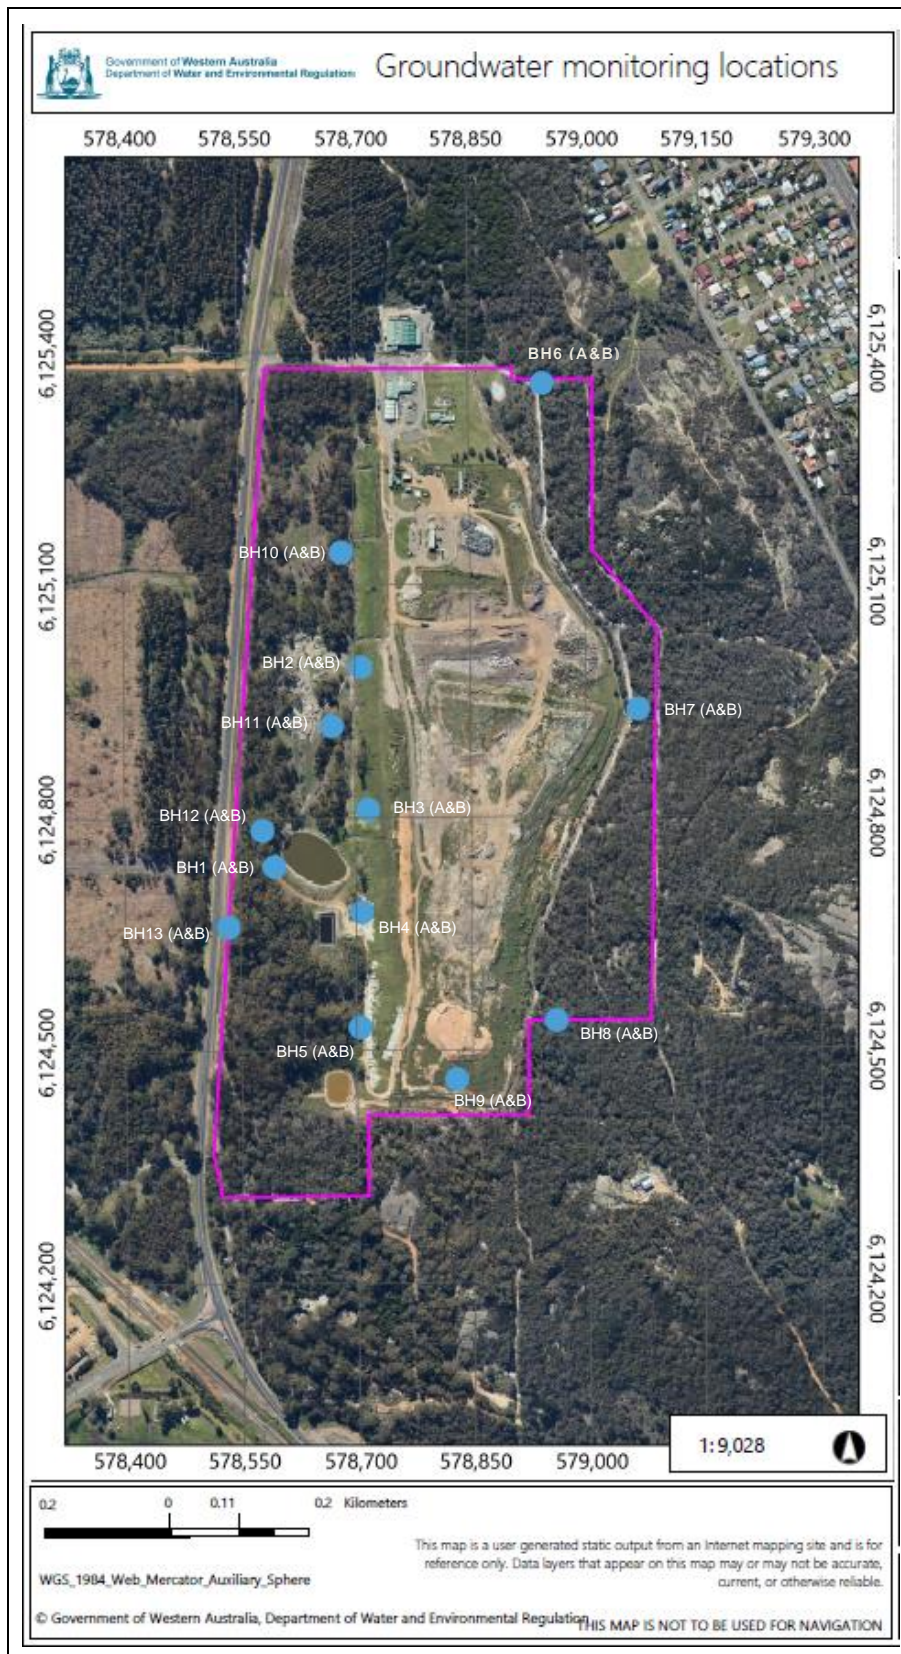 Government of Western Australia
Department of Water and Environmental Regulation
Groundwater monitoring locations
578,400 578,550 578,700 578,850 579,000 579,150 579,300
6,125,400 6,125,400
BH6 (A&B)
BH10 (A&B)
6,125,100 6,125,100
BH2 (A&B)
BH7 (A&B)
BH11 (A&B)
BH3 (A&B)
BH12 (A&B)
6,124,800 6,124,800
BH1 (A&B)
BH4 (A&B)
BH13 (A&B)
BH8 (A&B)
BH5 (A&B)
6,124,500 6,124,500
BH9 (A&B)
6,124,200 6,124,200
1:9,028
578,400 578,550 578,700 578,850 579,000
0.2 0 0.11 0.2 Kilometers
This map is a user generated static output from an Internet mapping site and is for
reference only. Data layers that appear on this map may or may not be accurate,
current, or otherwise reliable.
WGS_1984_Web_Mercator_Auxiliary_Sphere
© Government of Western Australia, Department of Water and Environmental Regulation
THIS MAP IS NOT TO BE USED FOR NAVIGATION